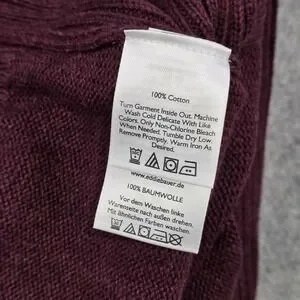 100% Cotton
Turn Garment Inside Out. Machine
Wash Cold Delicate With Like
Colors. Only Non-Chlorine Bleach
When Needed. Tumble Dry Low.
Remove Promptly. Warm Iron As
Desired.
www.eddiebauer.de
100% BAUMWOLLE
Vor dem Waschen linke
Warenseite nach außen drehen.
Mit ähnlichen Farben waschen.